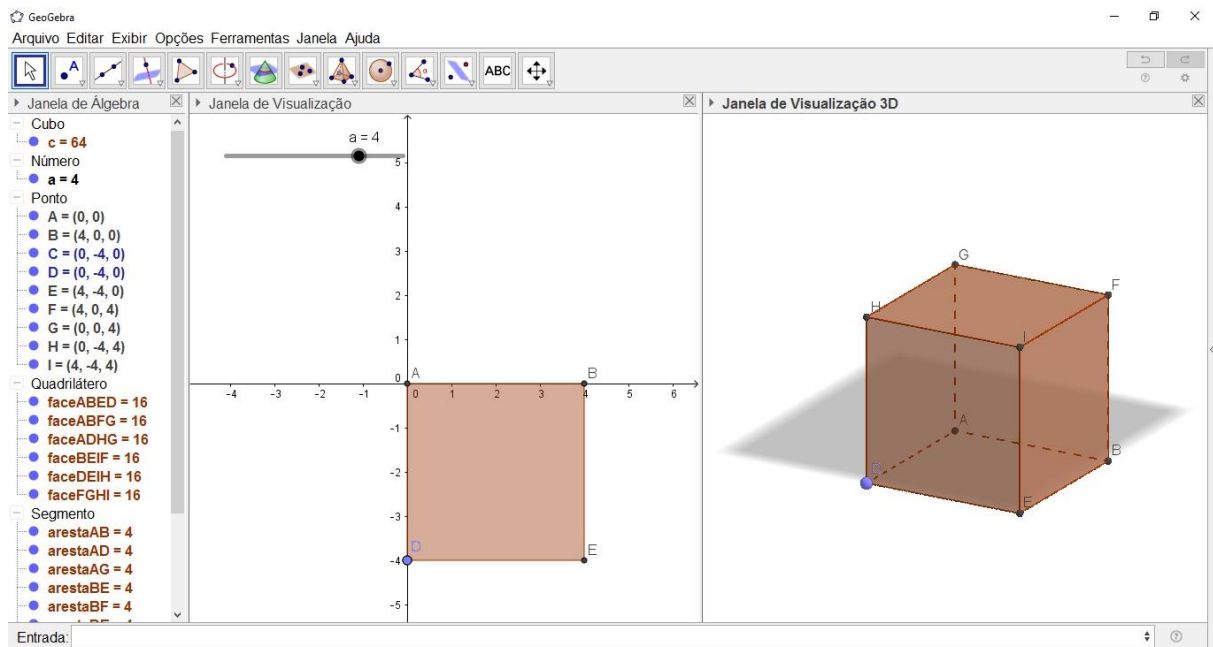 GeoGebra
Arquivo Editar Exibir Opções Ferramentas Janela Ajuda
A
α
ABC
Janela de Álgebra
Cubo
c = 64
Número
a = 4
Ponto
A = (0, 0)
B = (4, 0, 0)
C = (0, -4, 0)
D = (0, -4, 0)
E = (4, -4, 0)
F = (4, 0, 4)
G = (0, 0, 4)
H = (0, -4, 4)
I = (4, -4, 4)
Quadrilátero
faceABED = 16
faceABFG = 16
faceADHG = 16
faceBEIF = 16
faceDEIH = 16
faceFGHI = 16
Segmento
arestaAB = 4
arestaAD = 4
arestaAG = 4
arestaBE = 4
arestaBF = 4
Janela de Visualização
a = 4
5
4
3
2
1
0 A B
-4 -3 -2 -1 0 1 2 3 4 5 6
-1
-2
-3
D
-4 E
-5
Janela de Visualização 3D
G
F
H
I
A
B
D
E
Entrada: